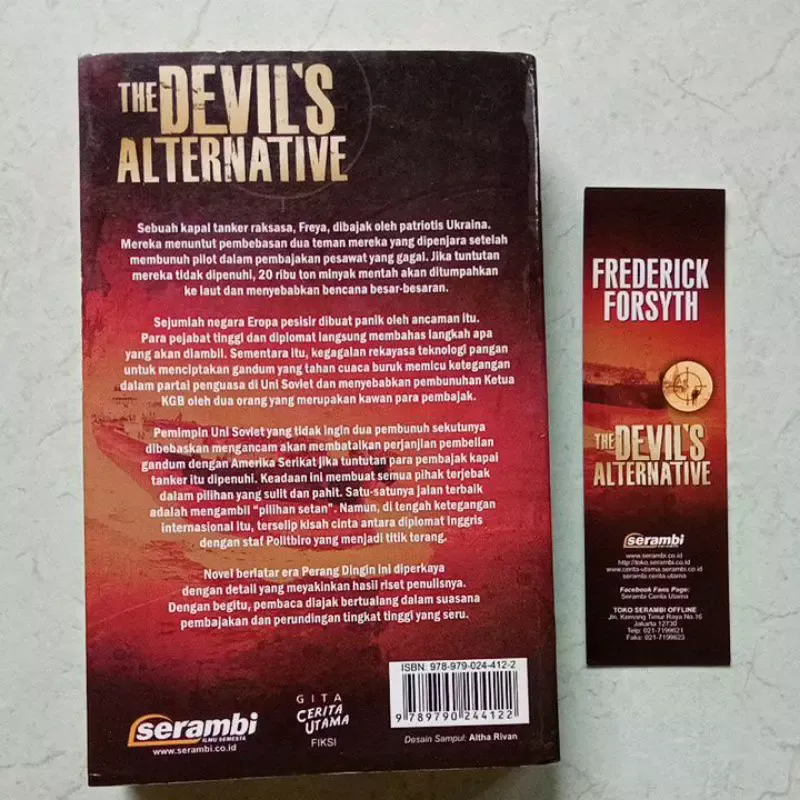 THE DEVIL'S
ALTERNATIVE
Sebuah kapal tanker raksasa, Freya, dibajak oleh patriotis Ukraina.
Mereka menuntut pembebasan dua teman mereka yang dipenjara setelah
membunuh pilot dalam pembajakan pesawat yang gagal. Jika tuntutan
mereka tidak dipenuhi, 20 ribu ton minyak mentah akan ditumpahkan
ke laut dan menyebabkan bencana besar-besaran.
Sejumlah negara Eropa pesisir dibuat panik oleh ancaman itu.
Para pejabat tinggi dan diplomat langsung membahas langkah apa
yang akan diambil. Sementara itu, kegagalan rekayasa teknologi pangan
untuk menciptakan gandum yang tahan cuaca buruk memicu ketegangan
dalam partai penguasa di Uni Soviet dan menyebabkan pembunuhan Ketua
KGB oleh dua orang yang merupakan kawan para pembajak.
Pemimpin Uni Soviet yang tidak ingin dua pembunuh sekutunya
dibebaskan mengancam akan membatalkan perjanjian pembelian
gandum dengan Amerika Serikat jika tuntutan para pembajak kapal
tanker itu dipenuhi. Keadaan ini membuat semua pihak terjebak
dalam pilihan yang sulit dan pahit. Satu-satunya jalan terbaik
adalah mengambil "pilihan setan". Namun, di tengah ketegangan
internasional itu, terselip kisah cinta antara diplomat Inggris
dengan staf Politbiro yang menjadi titik terang.
Novel berlatar era Perang Dingin ini diperkaya
dengan detail yang meyakinkan hasil riset penulisnya.
Dengan begitu, pembaca diajak bertualang dalam suasana
pembajakan dan perundingan tingkat tinggi yang seru.
serambi
ILMU SEMESTA
www.serambi.co.id
GITA
CERITA
UTAMA
FIKSI
ISBN: 978-979-024-412-2
9 789790 244122
Desain Sampul: Altha Rivan
FREDERICK
FORSYTH
THE DEVIL'S
ALTERNATIVE
serambi
www.serambi.co.id
http://toko.serambi.co.id
www.cerita-utama.serambi.co.id
serambi.cerita.utama
Facebook Fans Page:
Serambi Cerita Utama
TOKO SERAMBI OFFLINE
Jln. Kemang Timur Raya No.16
Jakarta 12730
Telp: 021-7199621
Faks: 021-7199623